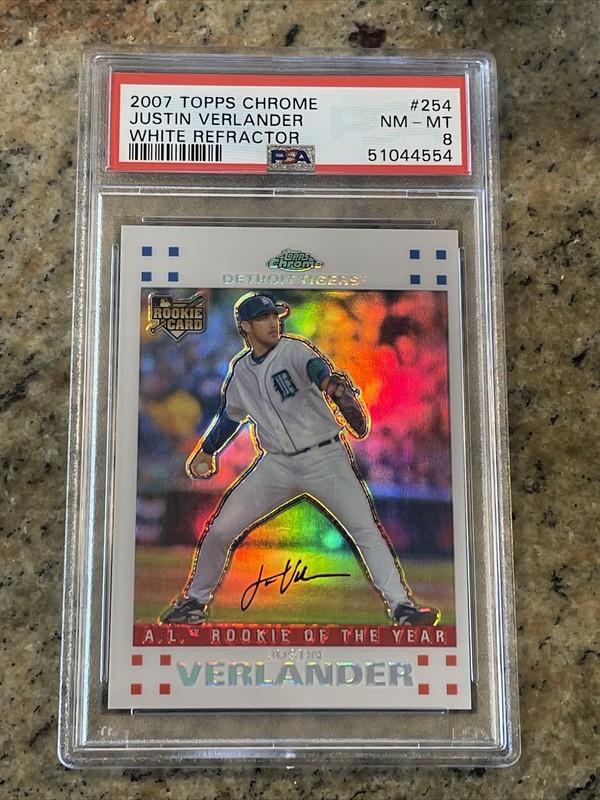 2007 TOPPS CHROME #254
JUSTIN VERLANDER NM - MT
WHITE REFRACTOR 8
PSA 51044554
Topps
Chrome
DETROIT TIGERS
ROOKIE
CARD
D
A.L. ROOKIE OF THE YEAR
JUSTIN
VERLANDER